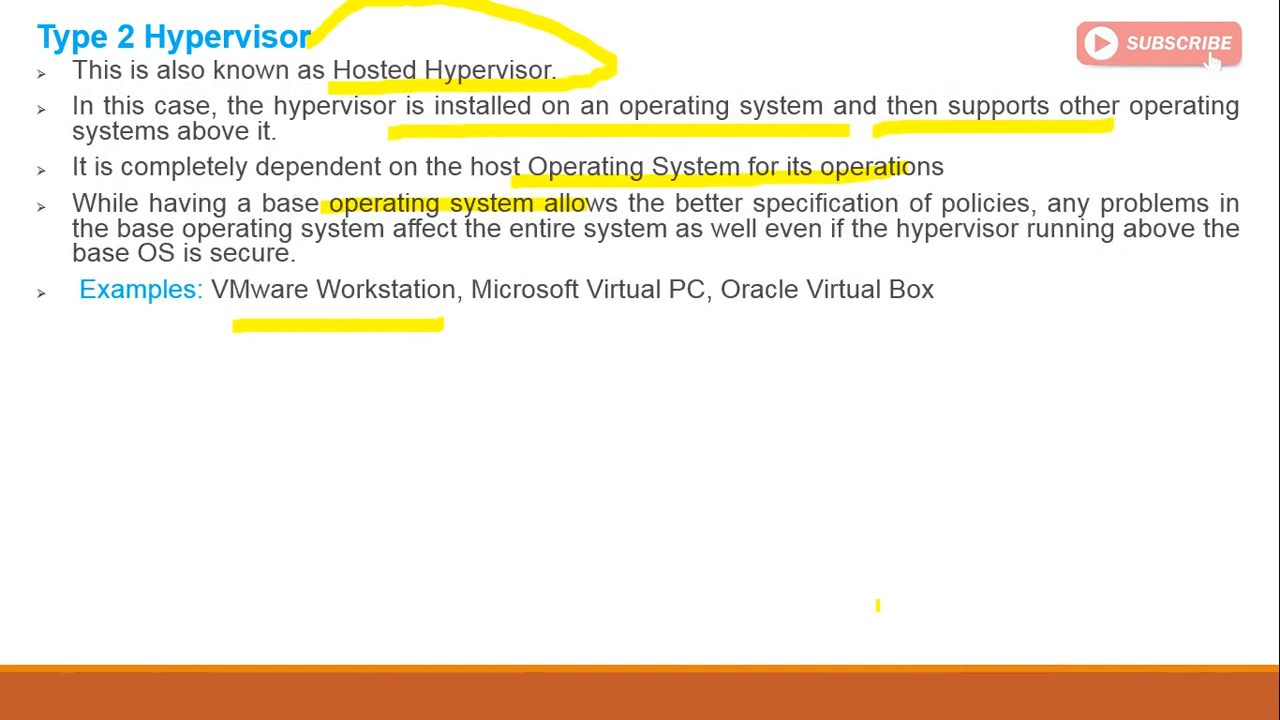 Type 2 Hypervisor
SUBSCRIBE
This is also known as Hosted Hypervisor.
In this case, the hypervisor is installed on an operating system and then supports other operating
systems above it.
It is completely dependent on the host Operating System for its operations
While having a base operating system allows the better specification of policies, any problems in
the base operating system affect the entire system as well even if the hypervisor running above the
base OS is secure.
Examples: VMware Workstation, Microsoft Virtual PC, Oracle Virtual Box